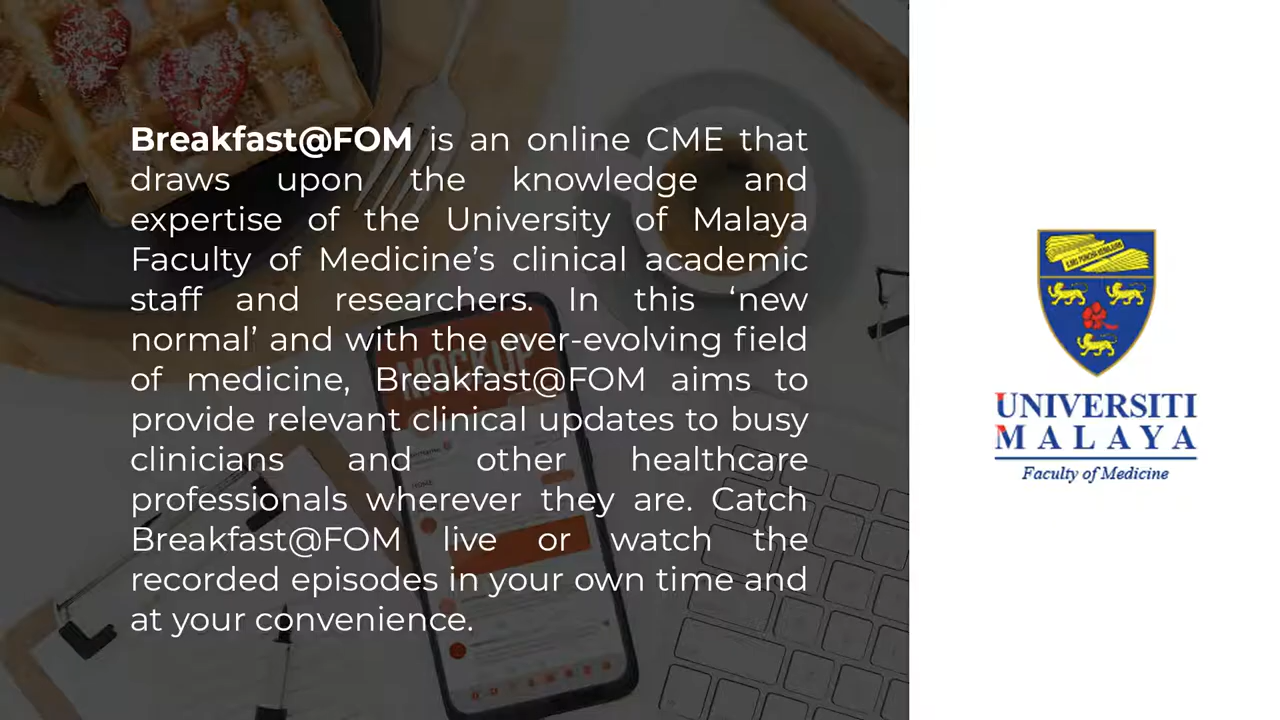 Breakfast@FOM is an online CME that
draws upon the knowledge and
expertise of the University of Malaya
Faculty of Medicine’s clinical academic
staff and researchers. In this ‘new
normal’ and with the ever-evolving field
of medicine, Breakfast@FOM aims to
provide relevant clinical updates to busy
clinicians and other healthcare
professionals wherever they are. Catch
Breakfast@FOM live or watch the
recorded episodes in your own time and
at your convenience.
MOCKUP
HOME
UNIVERSITI
MALAYA
Faculty of Medicine